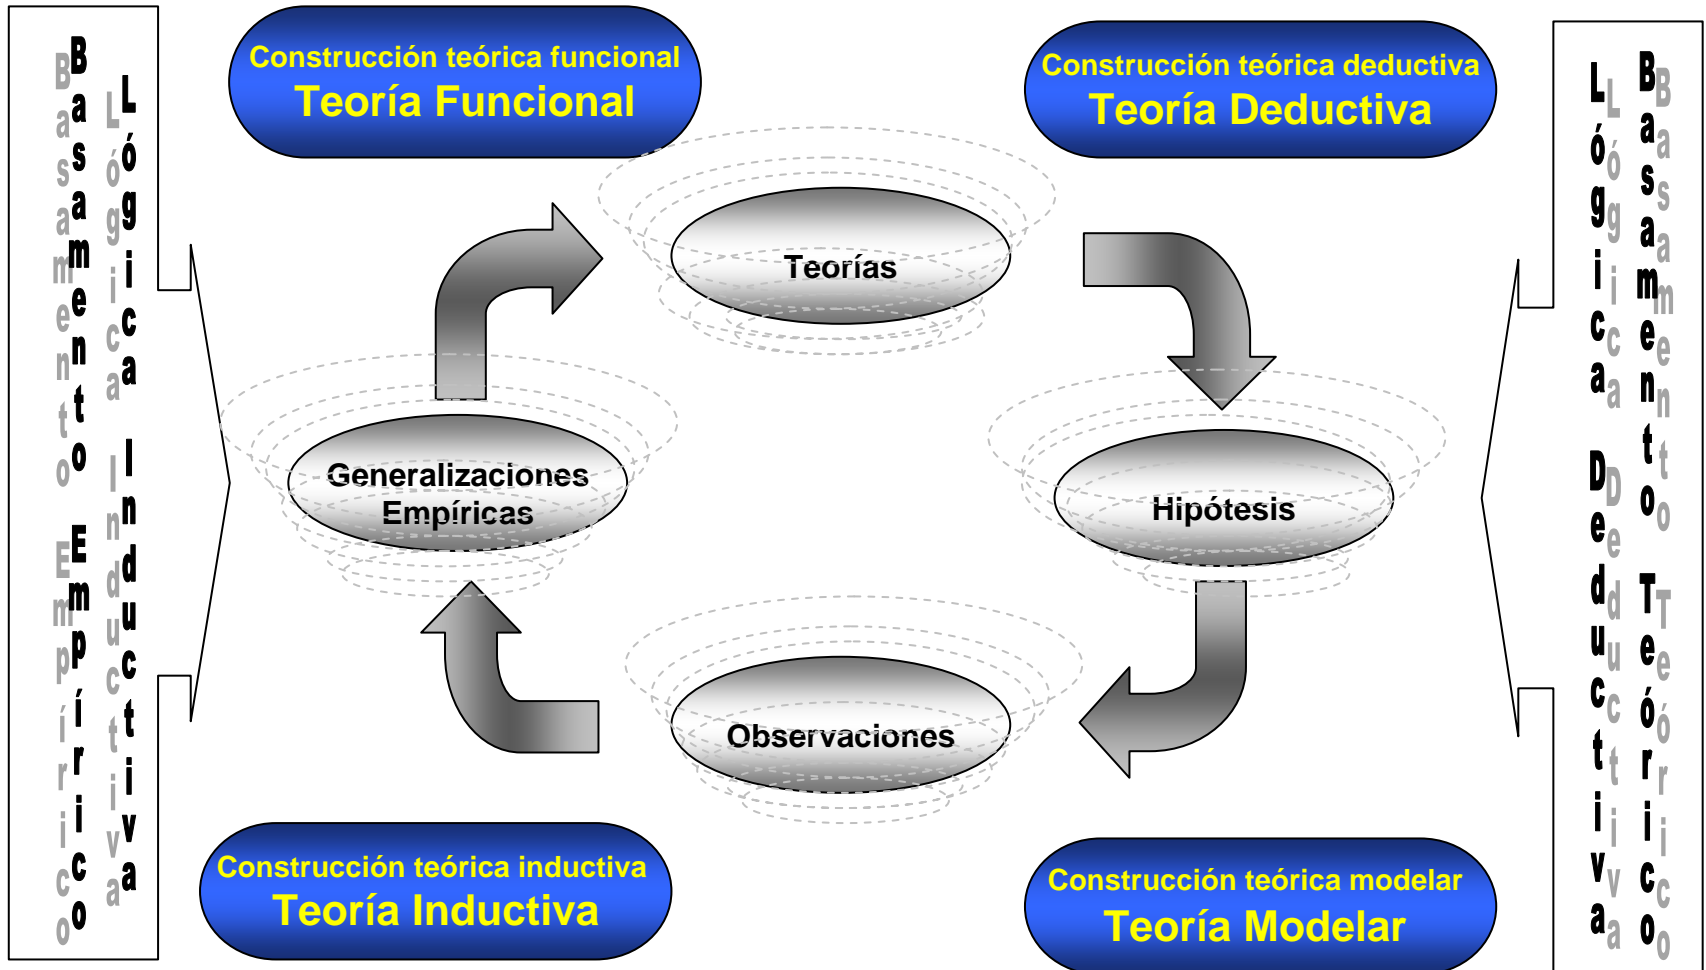 Basamento Empírico
Lógica Inductiva
Construcción teórica funcional
Teoría Funcional
Construcción teórica deductiva
Teoría Deductiva
Teorías
Generalizaciones
Empíricas
Hipótesis
Observaciones
Construcción teórica inductiva
Teoría Inductiva
Construcción teórica modelar
Teoría Modelar
Lógica Deductiva
Basamento Teórico